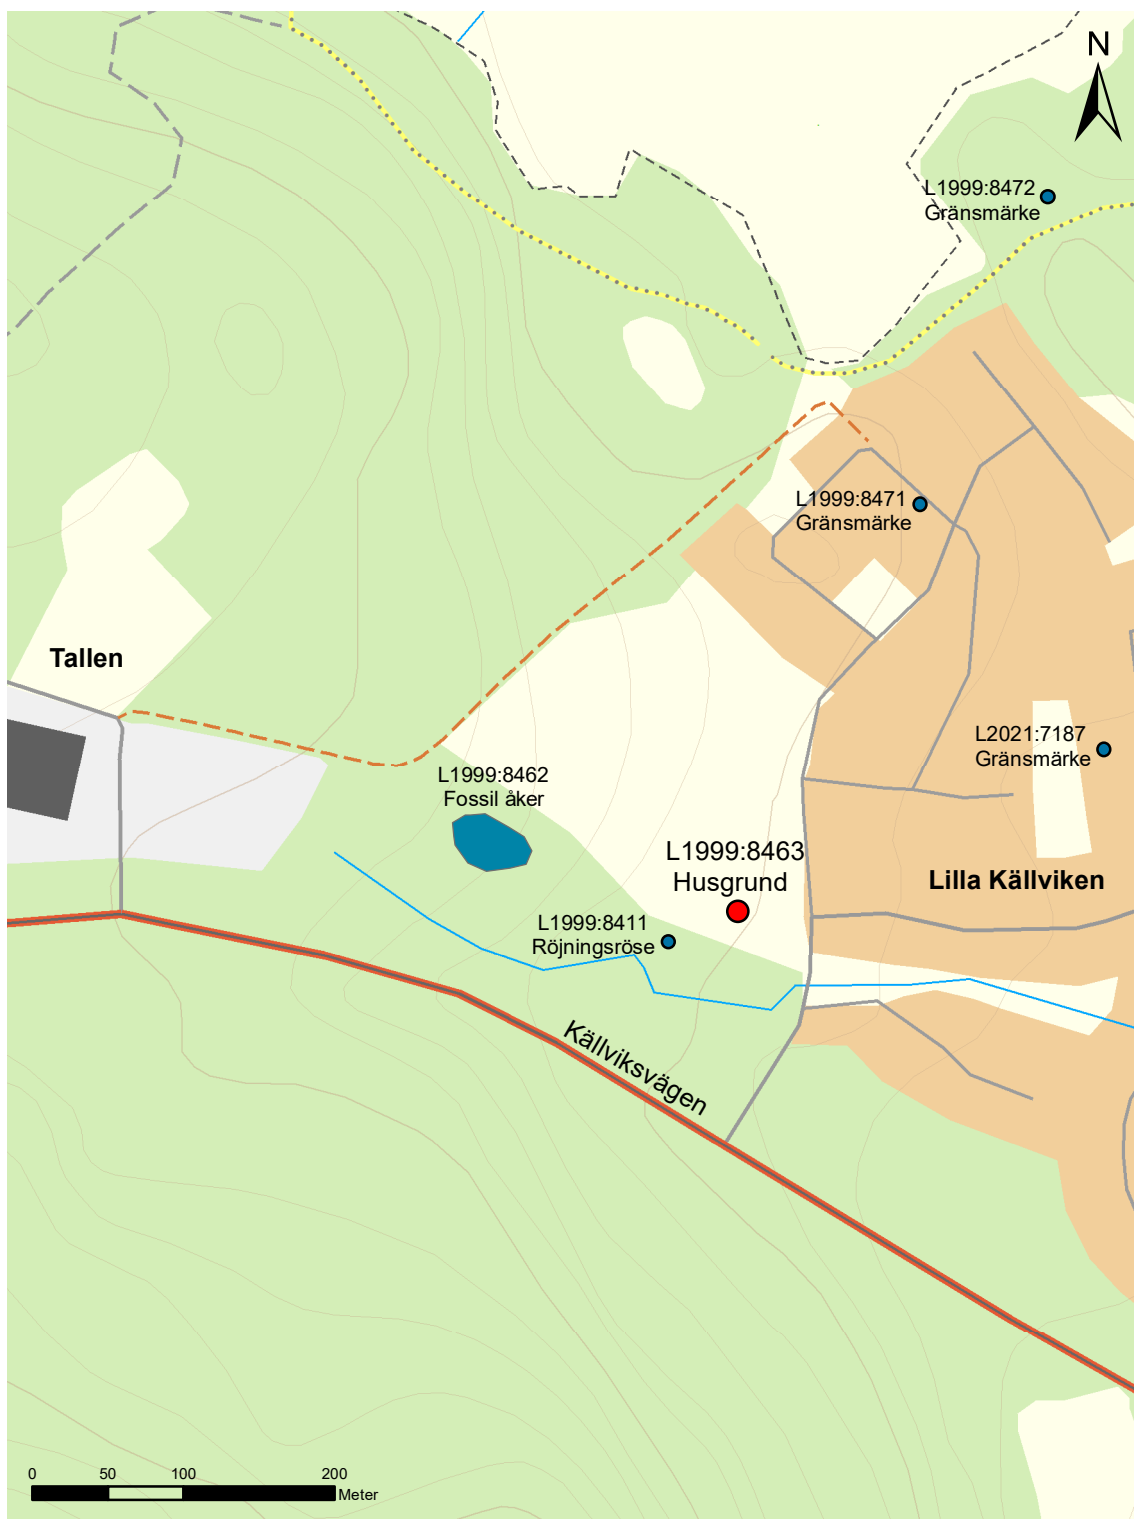 N
L1999:8472
Gränsmärke
L1999:8471
Gränsmärke
Tallen
L2021:7187
Gränsmärke
L1999:8462
Fossil åker
L1999:8463
Husgrund
Lilla Källviken
L1999:8411
Röjningsröse
Källviksvägen
0 50 100 200
Meter